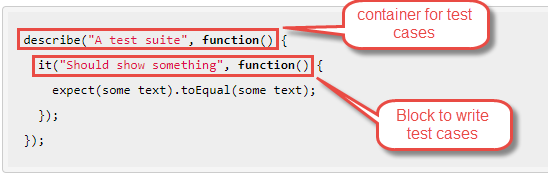 container for test
cases
describe("A test suite", function() {
it("Should show something", function() {
expect(some text).toEqual(some text);
});
});
Block to write
test cases